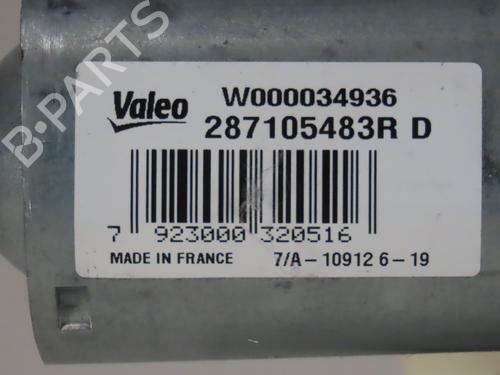 B-PARTS
Valeo
W000034936
287105483R D
7 923000 320516
MADE IN FRANCE 7/A-10912 6-19